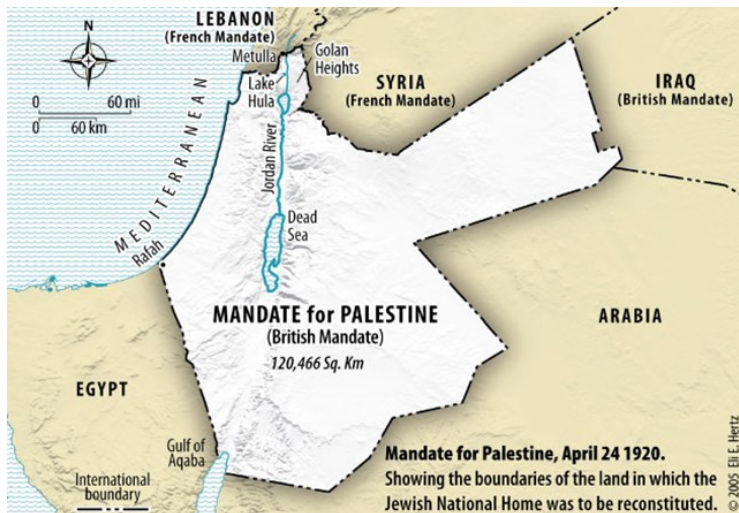 N
LEBANON
(French Mandate)
Metulla
Golan
Heights
Lake
Hula
SYRIA
(French Mandate)
IRAQ
(British Mandate)
0 60 mi
0 60 km
MEDITERRANEAN
Jordan River
Dead
Sea
Rafah
MANDATE for PALESTINE
(British Mandate)
120,466 Sq. Km
ARABIA
EGYPT
Gulf of
Aqaba
International
boundary
Mandate for Palestine, April 24 1920.
Showing the boundaries of the land in which the
Jewish National Home was to be reconstituted.
© 2005 Eli E. Hertz